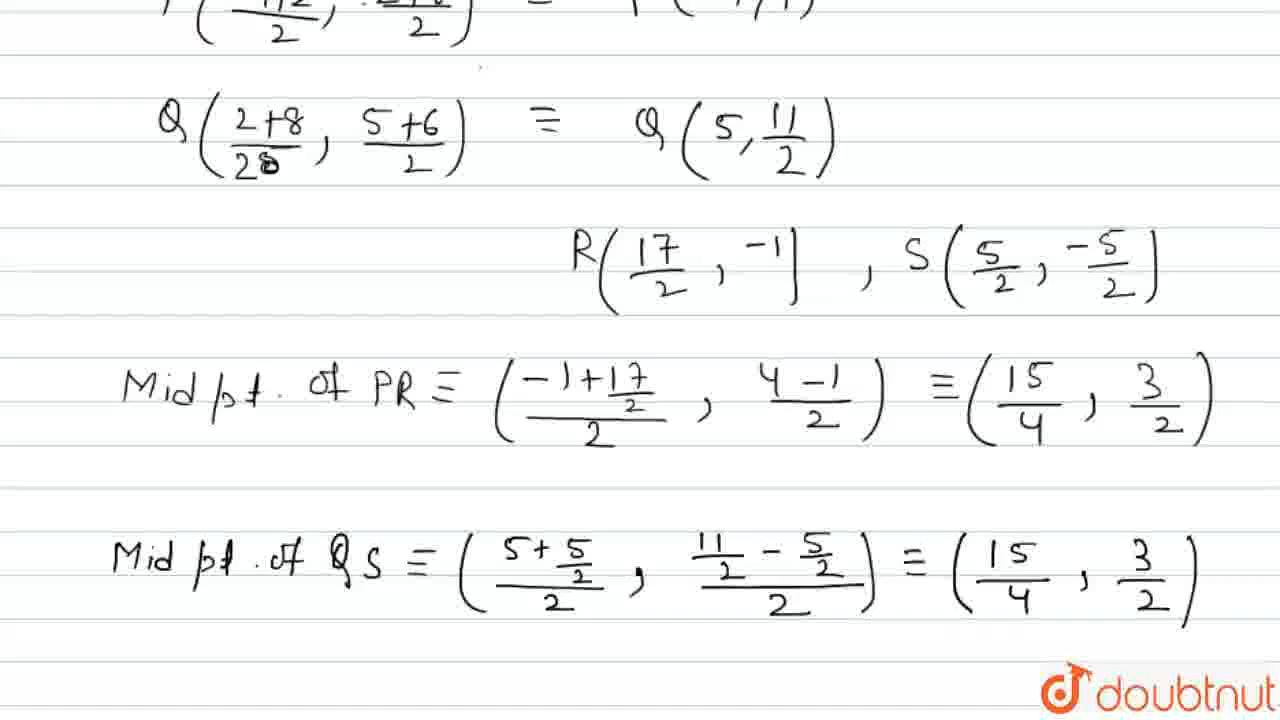 Q(2+8/2, 5+6/2) ≡ Q(5, 11/2)
R(17/2, -1), S(5/2, -5/2)
Mid pt. of PR ≡ (-1+17/2/2, 4-1/2) ≡ (15/4, 3/2)
Mid pt. of QS ≡ (5+5/2/2, 11/2-5/2/2) ≡ (15/4, 3/2)
doubtnut